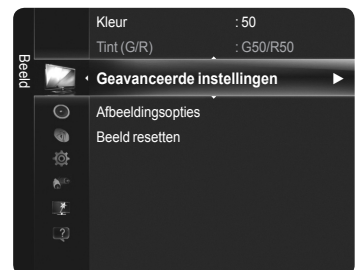 Beeld
Kleur : 50
Tint (G/R) : G50/R50
Geavanceerde instellingen
Afbeeldingsopties
Beeld resetten